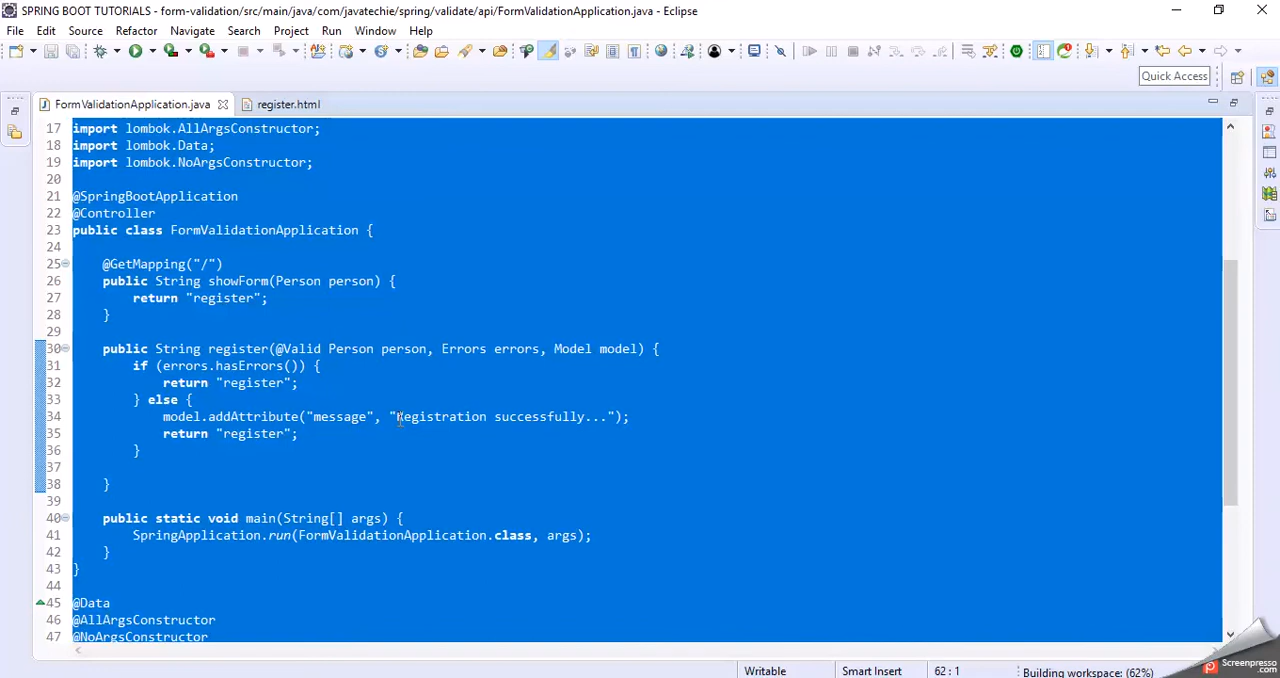 SPRING BOOT TUTORIALS - form-validation/src/main/java/com/javatechie/spring/validate/api/FormValidationApplication.java - Eclipse
File Edit Source Refactor Navigate Search Project Run Window Help
Quick Access
FormValidationApplication.java register.html
17 import lombok.AllArgsConstructor;
18 import lombok.Data;
19 import lombok.NoArgsConstructor;
20
21 @SpringBootApplication
22 @Controller
23 public class FormValidationApplication {
24
25 @GetMapping("/")
26 public String showForm(Person person) {
27 return "register";
28 }
29
30 public String register(@Valid Person person, Errors errors, Model model) {
31 if (errors.hasErrors()) {
32 return "register";
33 } else {
34 model.addAttribute("message", "Registration successfully...");
35 return "register";
36 }
37
38 }
39
40 public static void main(String[] args) {
41 SpringApplication.run(FormValidationApplication.class, args);
42 }
43 }
44
45 @Data
46 @AllArgsConstructor
47 @NoArgsConstructor
Writable Smart Insert 62 : 1 Building workspace: (62%)
Screenpresso
.com